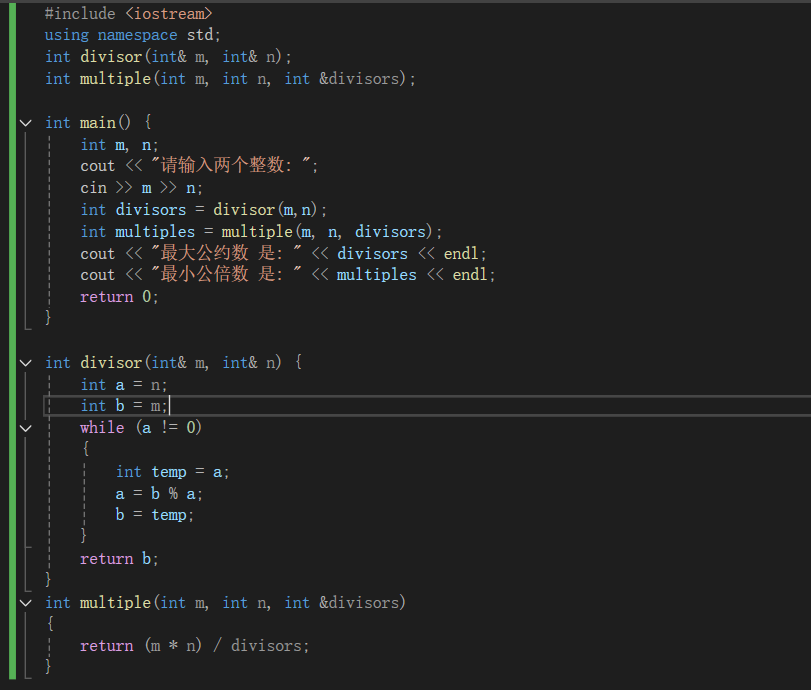 #include <iostream>
using namespace std;
int divisor(int& m, int& n);
int multiple(int m, int n, int &divisors);
int main() {
int m, n;
cout << "请输入两个整数: ";
cin >> m >> n;
int divisors = divisor(m,n);
int multiples = multiple(m, n, divisors);
cout << "最大公约数 是: " << divisors << endl;
cout << "最小公倍数 是: " << multiples << endl;
return 0;
}
int divisor(int& m, int& n) {
int a = n;
int b = m;
while (a != 0)
{
int temp = a;
a = b % a;
b = temp;
}
return b;
}
int multiple(int m, int n, int &divisors)
{
return (m * n) / divisors;
}